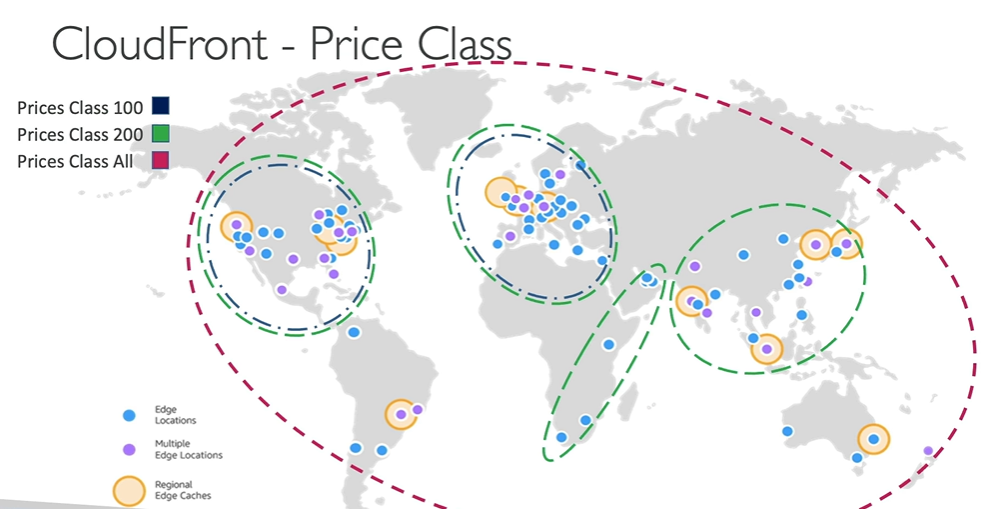 CloudFront - Price Class
Prices Class 100
Prices Class 200
Prices Class All
Edge
Locations
Multiple
Edge Locations
Regional
Edge Caches